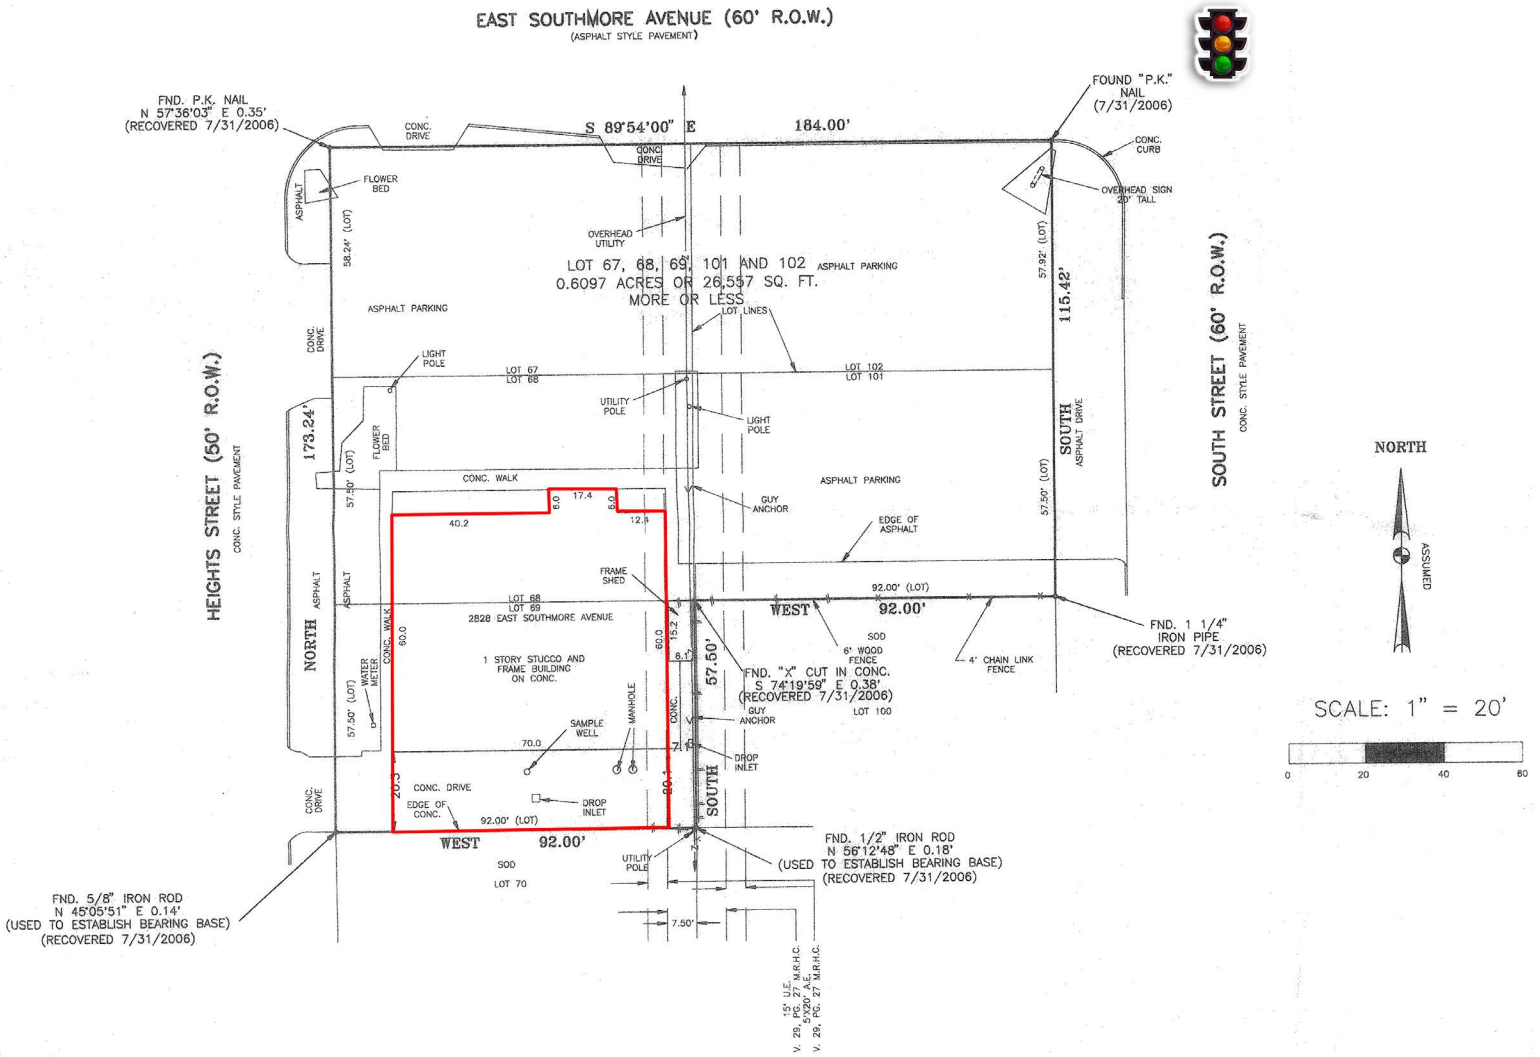 EAST SOUTHMORE AVENUE (60' R.O.W.)
(ASPHALT STYLE PAVEMENT)
FND. P.K. NAIL
N 57°36'03" E 0.35'
(RECOVERED 7/31/2006)
FOUND "P.K."
NAIL
(7/31/2006)
CONC.
DRIVE
S 89°54'00" E
184.00'
CONC.
DRIVE
CONC.
CURB
FLOWER
BED
ASPHALT
58.24' (LOT)
OVERHEAD SIGN
20' TALL
OVERHEAD
UTILITY
57.92' (LOT)
LOT 67, 68, 69, 101 AND 102
0.6097 ACRES OR 26,557 SQ. FT.
MORE OR LESS
ASPHALT PARKING
ASPHALT PARKING
LOT LINES
115.42'
SOUTH STREET (60' R.O.W.)
CONC. STYLE PAVEMENT
CONC.
DRIVE
LIGHT
POLE
LOT 67
LOT 68
LOT 102
LOT 101
HEIGHTS STREET (50' R.O.W.)
CONC. STYLE PAVEMENT
173.24'
UTILITY
POLE
LIGHT
POLE
SOUTH
ASPHALT DRIVE
FLOWER
BED
57.50' (LOT)
CONC. WALK
ASPHALT PARKING
57.50' (LOT)
NORTH
17.4
6.0
6.0
GUY
ANCHOR
40.2
12.4
EDGE OF
ASPHALT
ASSUMED
FRAME
SHED
ASPHALT
ASPHALT
92.00' (LOT)
LOT 68
LOT 69
2828 EAST SOUTHMORE AVENUE
WEST
92.00'
NORTH
CONC. WALK
60.0
60.0
15.2
6.1
57.50'
SOD
6' WOOD
FENCE
4' CHAIN LINK
FENCE
FND. 1 1/4"
IRON PIPE
(RECOVERED 7/31/2006)
1 STORY STUCCO AND
FRAME BUILDING
ON CONC.
FND. "X" CUT IN CONC.
S 74°19'59" E 0.38'
(RECOVERED 7/31/2006)
WATER
METER
57.50' (LOT)
MANHOLE
CONC.
GUY
ANCHOR
LOT 100
SCALE: 1" = 20'
0
20
40
60
SAMPLE
WELL
70.0
7.1
DROP
INLET
20.3
CONC. DRIVE
20.1
SOUTH
CONC.
DRIVE
EDGE OF
CONC.
DROP
INLET
92.00' (LOT)
WEST
92.00'
SOD
LOT 70
UTILITY
POLE
FND. 1/2" IRON ROD
N 56°12'48" E 0.18'
(USED TO ESTABLISH BEARING BASE)
(RECOVERED 7/31/2006)
FND. 5/8" IRON ROD
N 45°05'51" E 0.14'
(USED TO ESTABLISH BEARING BASE)
(RECOVERED 7/31/2006)
7.50'
15' U.E.
V. 29, PG. 27 M.R.H.C.
5'X20' A.E.
V. 29, PG. 27 M.R.H.C.